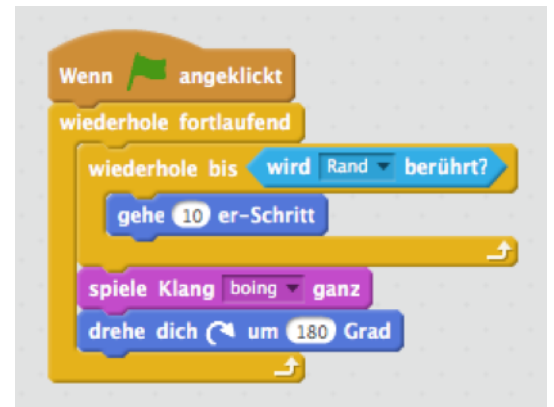 Wenn angeklickt
wiederhole fortlaufend
wiederhole bis wird Rand berührt?
gehe 10 er-Schritt
spiele Klang boing ganz
drehe dich um 180 Grad